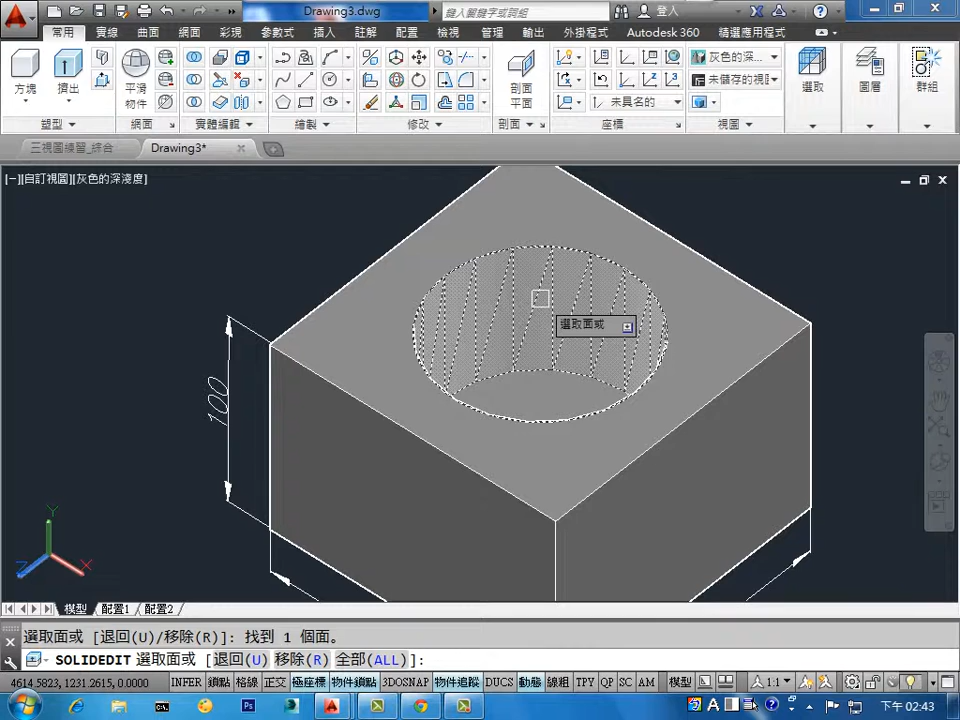 Drawing3.dwg
鍵入關鍵字或詞組
登入
常用 實線 曲面 網面 彩現 參數式 插入 註解 配置 檢視 管理 輸出 外掛程式 Autodesk 360 精選應用程式
灰色的深...
未儲存的視圖
未具名的
方塊 擠出 平滑物件 剖面平面 選取 圖層 群組
塑型 網面 實體編輯 繪製 修改 剖面 座標 視圖
三視圖練習_綜合 Drawing3*
[−][自訂視圖][灰色的深淺度]
選取面或
100
Y
Z X
模型 配置1 配置2
選取面或 [退回(U)/移除(R)]: 找到 1 個面。
SOLIDEDIT 選取面或 [退回(U) 移除(R) 全部(ALL)]:
4614.5823, 1231.2615, 0.0000 INFER 鎖點 格線 正交 極座標 物件鎖點 3DOSNAP 物件追蹤 DUCS 動態 線粗 TPY QP SC AM 模型 1:1
下午 02:43